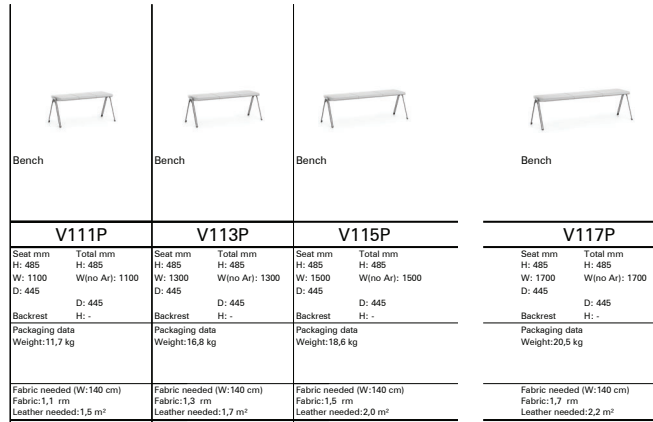 Bench
Bench
Bench
Bench
V111P
V113P
V115P
V117P
Seat mm Total mm
H: 485 H: 485
W: 1100 W(no Ar): 1100
D: 445
D: 445
Backrest H: -
Seat mm Total mm
H: 485 H: 485
W: 1300 W(no Ar): 1300
D: 445
D: 445
Backrest H: -
Seat mm Total mm
H: 485 H: 485
W: 1500 W(no Ar): 1500
D: 445
D: 445
Backrest H: -
Seat mm Total mm
H: 485 H: 485
W: 1700 W(no Ar): 1700
D: 445
D: 445
Backrest H: -
Packaging data
Weight:11,7 kg
Packaging data
Weight:16,8 kg
Packaging data
Weight:18,6 kg
Packaging data
Weight:20,5 kg
Fabric needed (W:140 cm)
Fabric:1,1 rm
Leather needed:1,5 m²
Fabric needed (W:140 cm)
Fabric:1,3 rm
Leather needed:1,7 m²
Fabric needed (W:140 cm)
Fabric:1,5 rm
Leather needed:2,0 m²
Fabric needed (W:140 cm)
Fabric:1,7 rm
Leather needed:2,2 m²